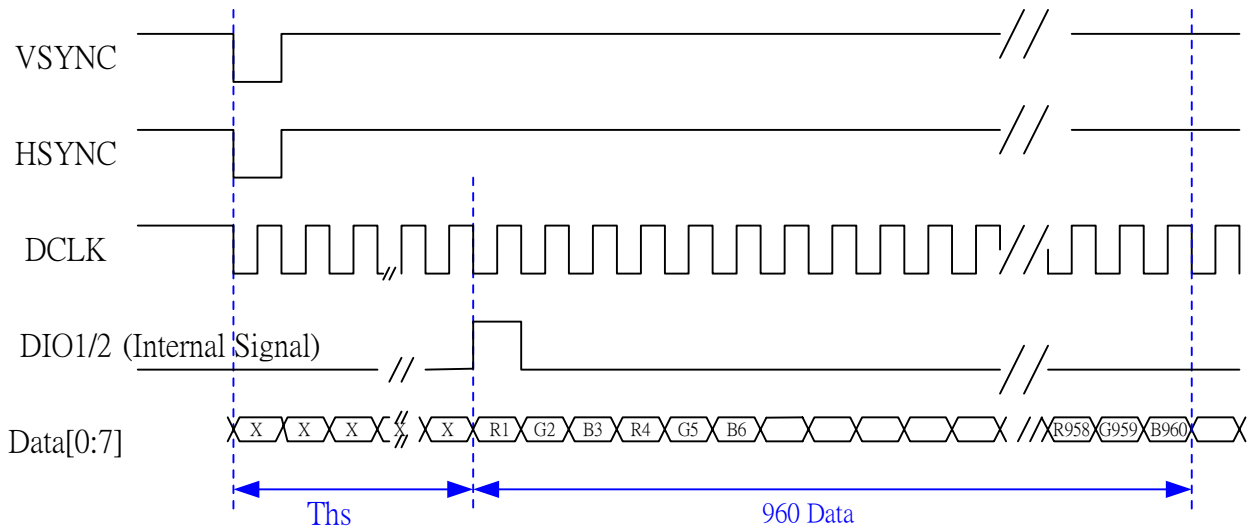 VSYNC
HSYNC
DCLK
DIO1/2 (Internal Signal)
Data[0:7]
X X X X X R1 G2 B3 R4 G5 B6 R958 G959 B960
Ths
960 Data